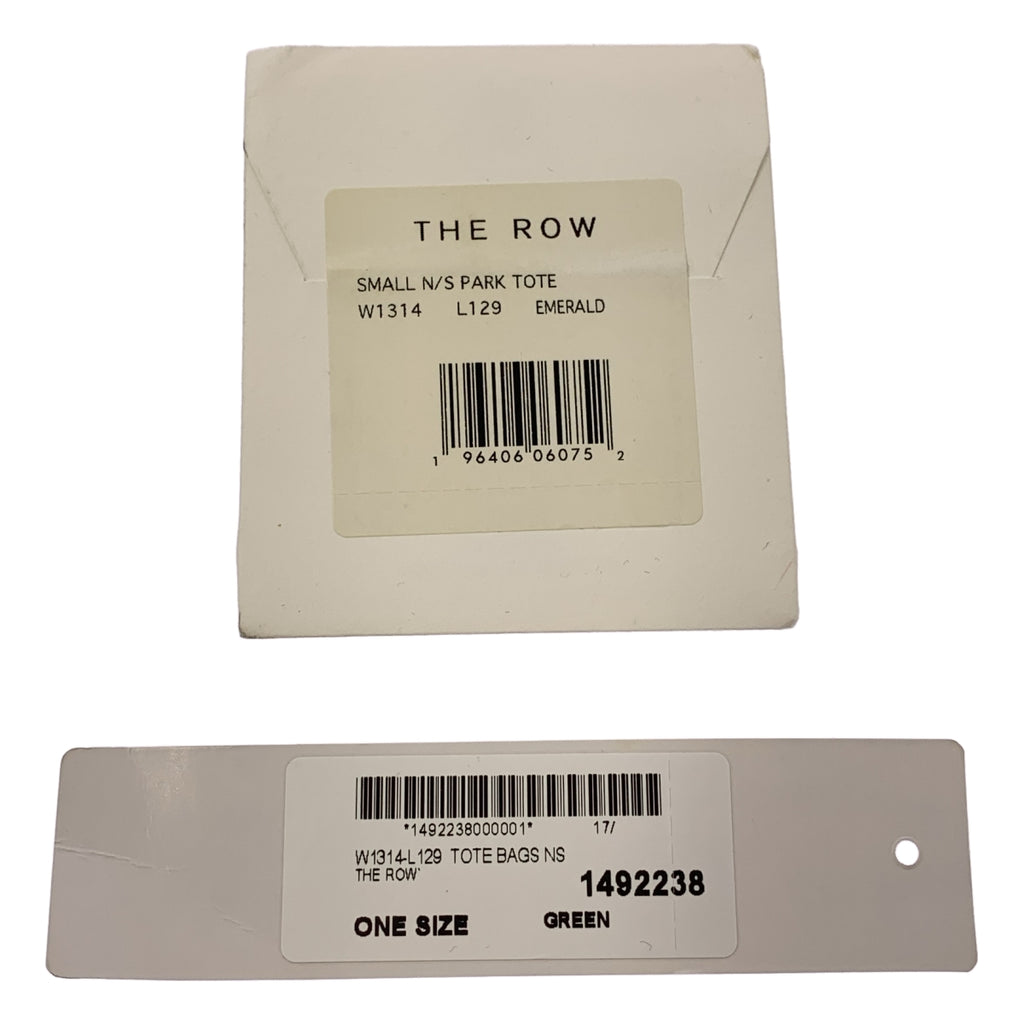 THE ROW
SMALL N/S PARK TOTE
W1314 L129 EMERALD
1 96406 06075 2
*1492238000001* 17/
W1314-L129 TOTE BAGS NS
THE ROW'
1492238
ONE SIZE GREEN